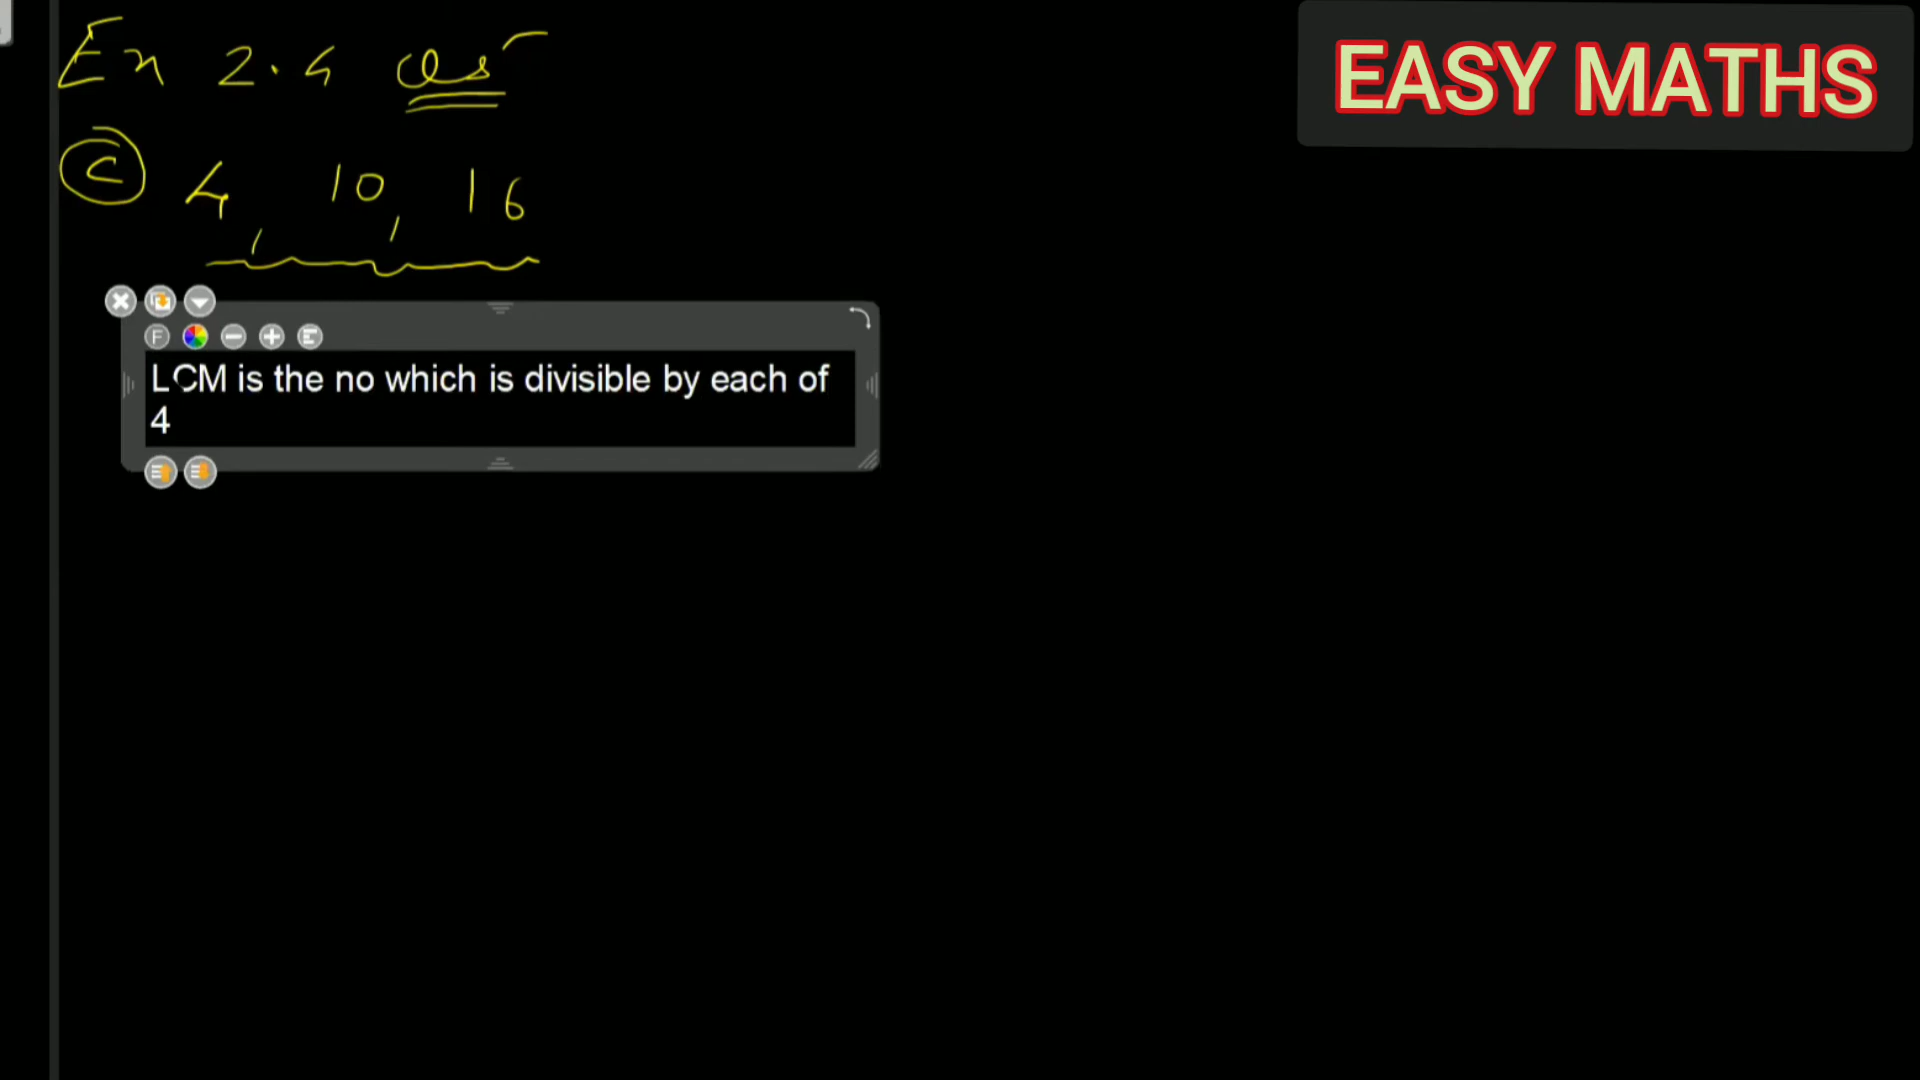 Ex 2.4 Q5
EASY MATHS
C 4, 10, 16
F
LCM is the no which is divisible by each of
4